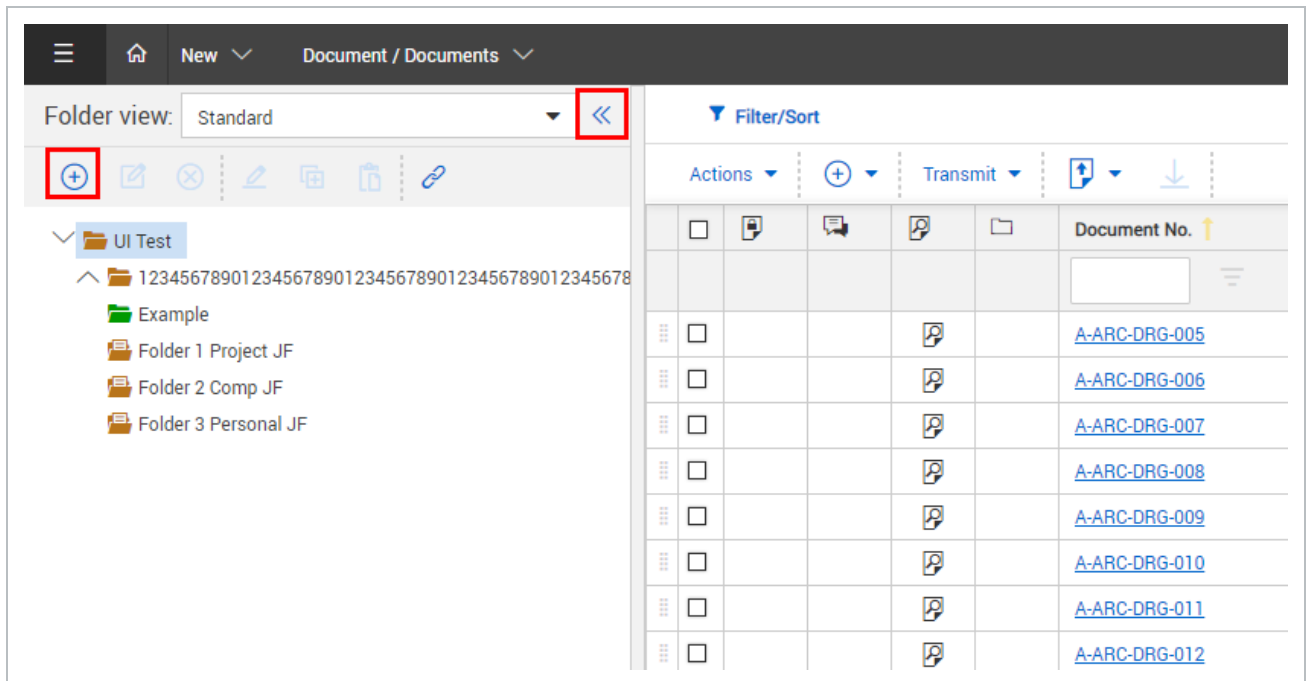 New Document / Documents
Folder view: Standard
Filter/Sort
Actions Transmit
Document No.
UI Test
123456789012345678901234567890123456789012345678
Example
Folder 1 Project JF
Folder 2 Comp JF
Folder 3 Personal JF
A-ARC-DRG-005
A-ARC-DRG-006
A-ARC-DRG-007
A-ARC-DRG-008
A-ARC-DRG-009
A-ARC-DRG-010
A-ARC-DRG-011
A-ARC-DRG-012